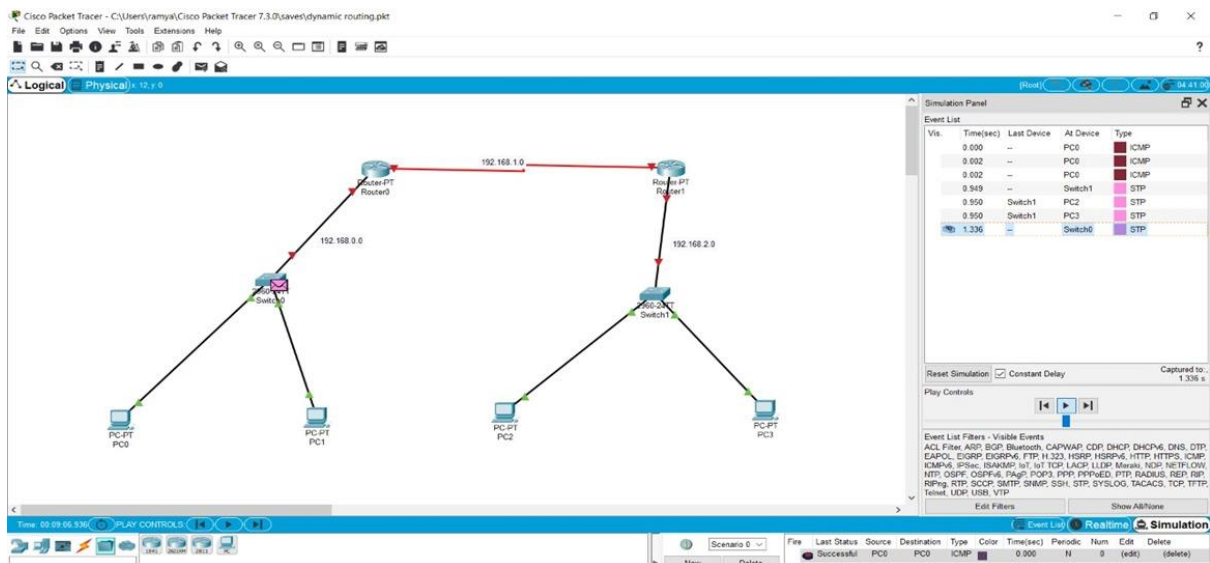 Cisco Packet Tracer - C:\Users\ramya\Cisco Packet Tracer 7.3.0\saves\dynamic routing.pkt
File Edit Options View Tools Extensions Help
?
Logical Physical x: 12, y: 0 [Root] 04:41:00
192.168.1.0
Router-PT
Router0
Router-PT
Router1
192.168.0.0
192.168.2.0
Switch0
2960-24TT
Switch1
PC-PT
PC0
PC-PT
PC1
PC-PT
PC2
PC-PT
PC3
Simulation Panel
Event List
Vis. Time(sec) Last Device At Device Type
0.000 -- PC0 ICMP
0.002 -- PC0 ICMP
0.002 -- PC0 ICMP
0.949 -- Switch1 STP
0.950 Switch1 PC2 STP
0.950 Switch1 PC3 STP
1.336 -- Switch0 STP
Reset Simulation Constant Delay Captured to:
1.336 s
Play Controls
Event List Filters - Visible Events
ACL Filter, ARP, BGP, Bluetooth, CAPWAP, CDP, DHCP, DHCPv6, DNS, DTP,
EAPOL, EIGRP, EIGRPv6, FTP, H.323, HSRP, HSRPv6, HTTP, HTTPS, ICMP,
ICMPv6, IPSec, ISAKMP, IoT, IoT TCP, LACP, LLDP, Meraki, NDP, NETFLOW,
NTP, OSPF, OSPFv6, PAgP, POP3, PPP, PPPoED, PTP, RADIUS, REP, RIP,
RIPng, RTP, SCCP, SMTP, SNMP, SSH, STP, SYSLOG, TACACS, TCP, TFTP,
Telnet, UDP, USB, VTP
Edit Filters Show All/None
Time: 00:09:06.936 PLAY CONTROLS: Event List Realtime Simulation
Scenario 0 Fire Last Status Source Destination Type Color Time(sec) Periodic Num Edit Delete
Successful PC0 PC0 ICMP 0.000 N 0 (edit) (delete)
New Delete